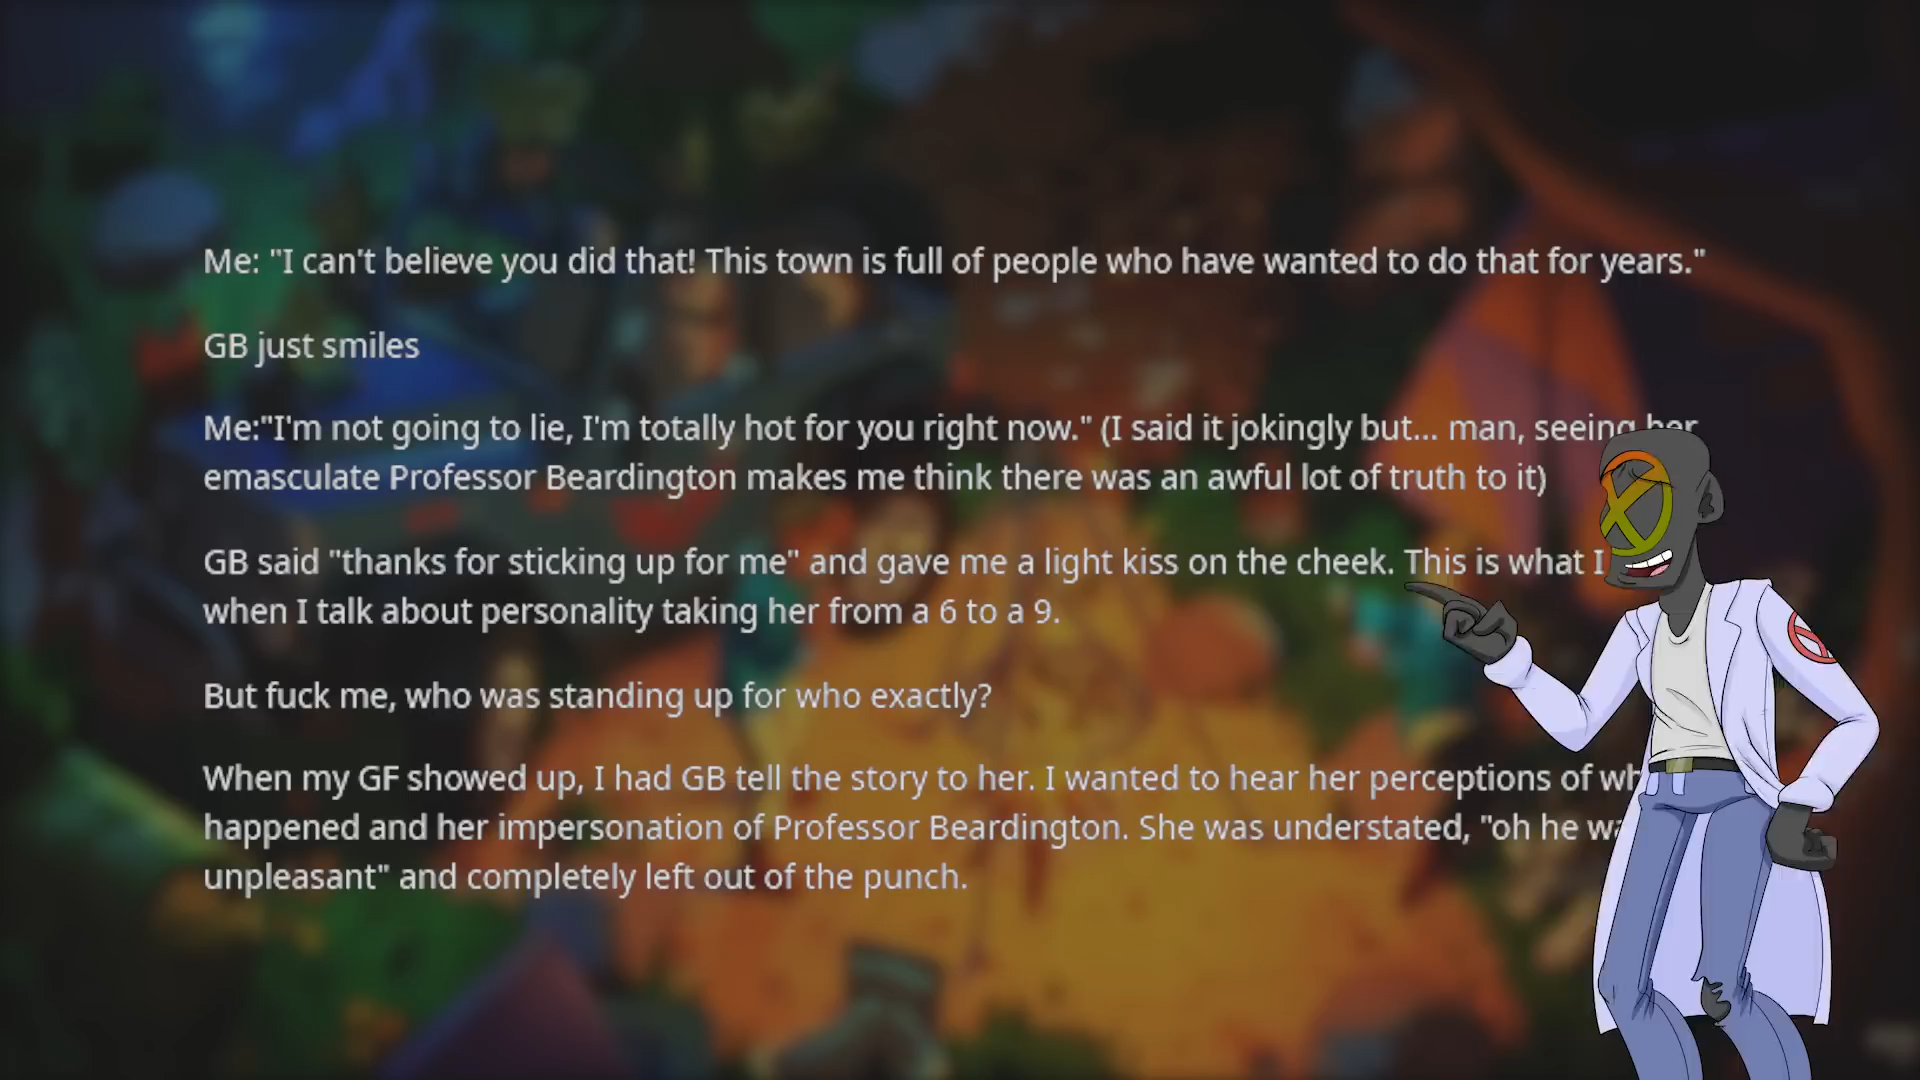 Me: "I can't believe you did that! This town is full of people who have wanted to do that for years."
GB just smiles
Me:"I'm not going to lie, I'm totally hot for you right now." (I said it jokingly but... man, seeing her
emasculate Professor Beardington makes me think there was an awful lot of truth to it)
GB said "thanks for sticking up for me" and gave me a light kiss on the cheek. This is what I
when I talk about personality taking her from a 6 to a 9.
But fuck me, who was standing up for who exactly?
When my GF showed up, I had GB tell the story to her. I wanted to hear her perceptions of
happened and her impersonation of Professor Beardington. She was understated, "oh he
unpleasant" and completely left out of the punch.